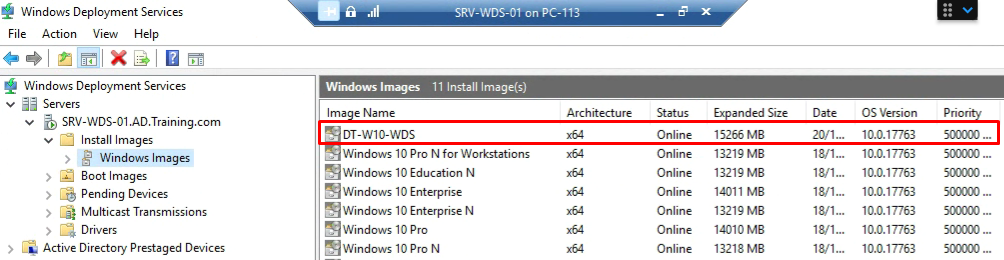 Windows Deployment Services
SRV-WDS-01 on PC-113
File Action View Help
Windows Deployment Services
Servers
SRV-WDS-01.AD.Training.com
Install Images
Windows Images
Boot Images
Pending Devices
Multicast Transmissions
Drivers
Active Directory Prestaged Devices
Windows Images 11 Install Image(s)
Image Name Architecture Status Expanded Size Date OS Version Priority
DT-W10-WDS x64 Online 15266 MB 20/1... 10.0.17763 500000 ...
Windows 10 Pro N for Workstations x64 Online 13219 MB 18/1... 10.0.17763 500000 ...
Windows 10 Education N x64 Online 13219 MB 18/1... 10.0.17763 500000 ...
Windows 10 Enterprise x64 Online 14011 MB 18/1... 10.0.17763 500000 ...
Windows 10 Enterprise N x64 Online 13219 MB 18/1... 10.0.17763 500000 ...
Windows 10 Pro x64 Online 14010 MB 18/1... 10.0.17763 500000 ...
Windows 10 Pro N x64 Online 13218 MB 18/1... 10.0.17763 500000 ...